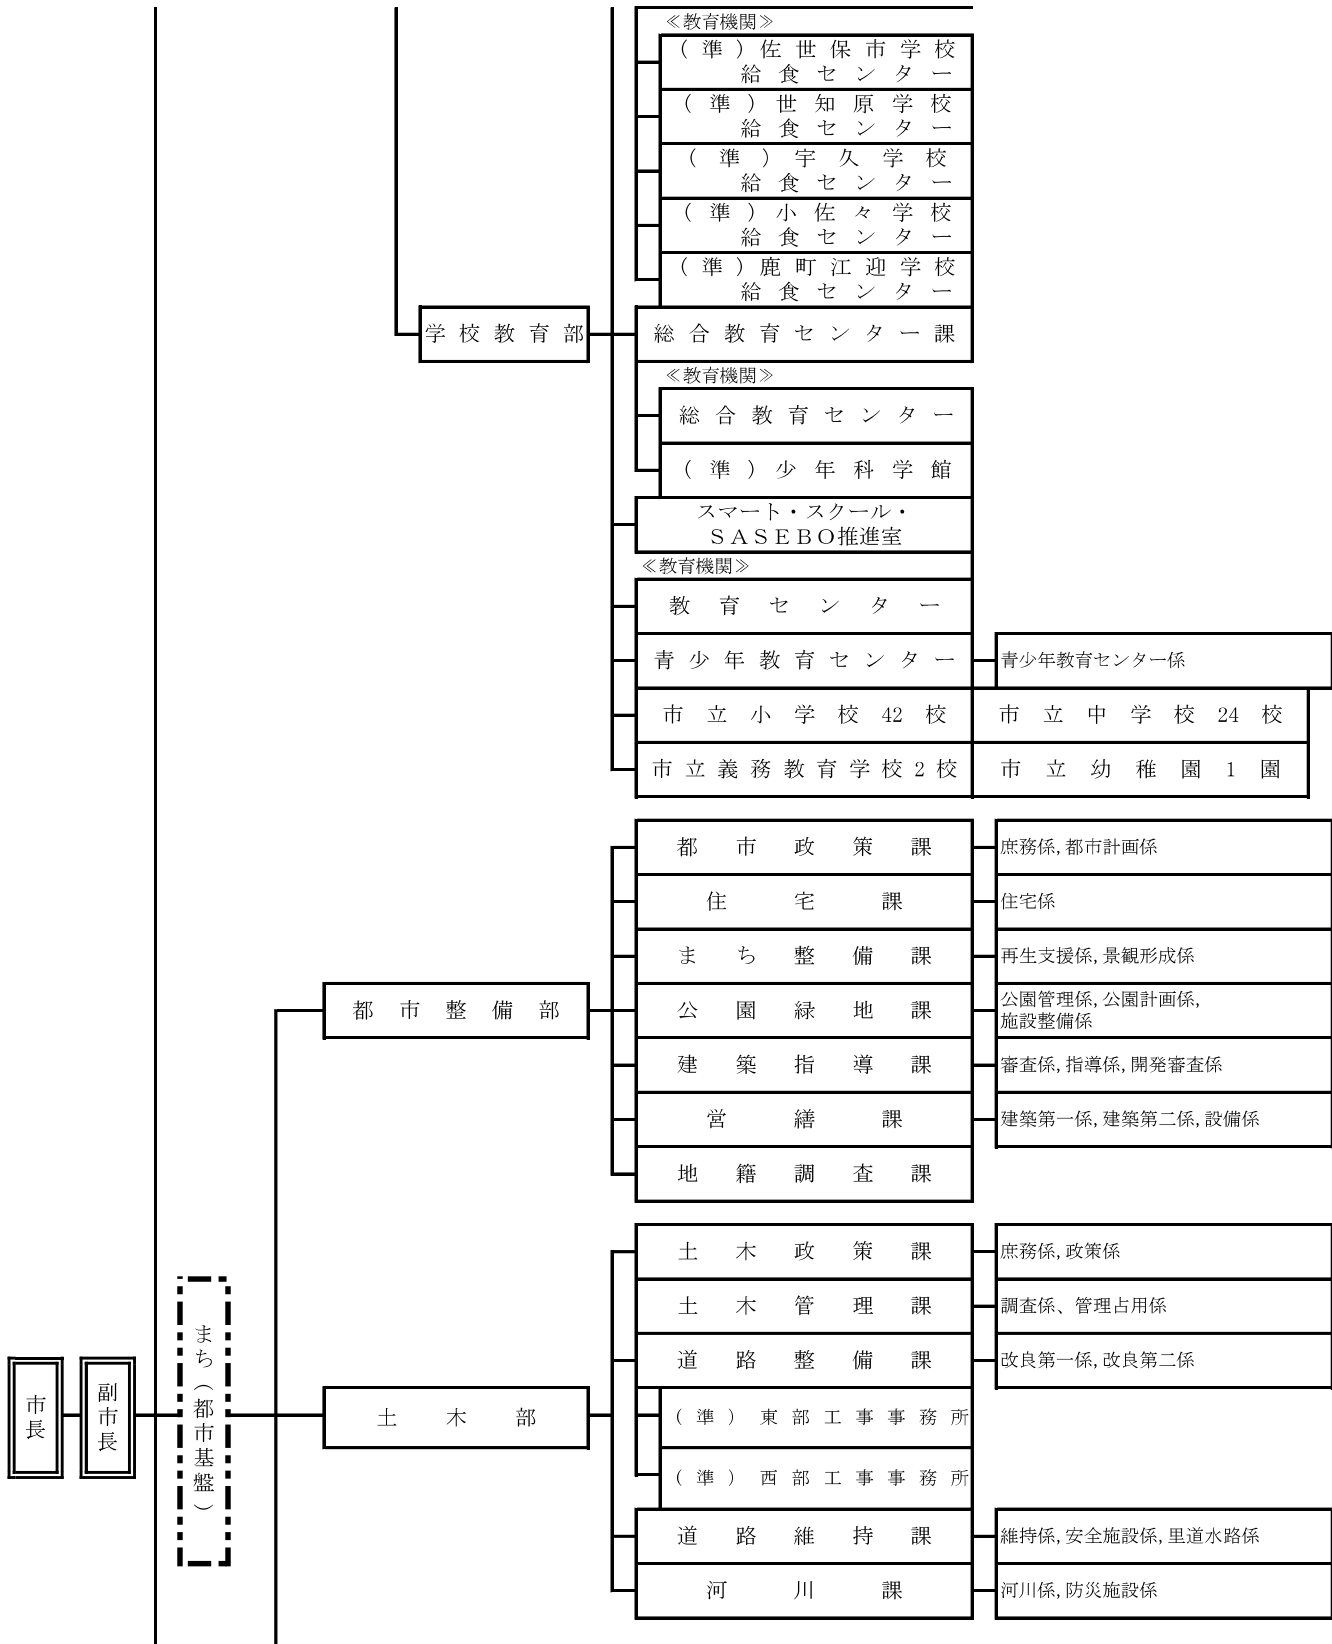 ≪教育機関≫
(準)佐世保市学校
給食センター
(準)世知原学校
給食センター
(準)宇久学校
給食センター
(準)小佐々学校
給食センター
(準)鹿町江迎学校
給食センター
学校教育部
総合教育センター課
≪教育機関≫
総合教育センター
(準)少年科学館
スマート・スクール・
ＳＡＳＥＢＯ推進室
≪教育機関≫
教育センター
青少年教育センター
青少年教育センター係
市立小学校42校
市立中学校24校
市立義務教育学校2校
市立幼稚園1園
都市整備部
都市政策課
庶務係,都市計画係
住宅課
住宅係
まち整備課
再生支援係,景観形成係
公園緑地課
公園管理係,公園計画係,
施設整備係
建築指導課
審査係,指導係,開発審査係
営繕課
建築第一係,建築第二係,設備係
地籍調査課
市長
副市長
まち(都市基盤)
土木部
土木政策課
庶務係,政策係
土木管理課
調査係、管理占用係
道路整備課
改良第一係,改良第二係
(準)東部工事事務所
(準)西部工事事務所
道路維持課
維持係,安全施設係,里道水路係
河川課
河川係,防災施設係